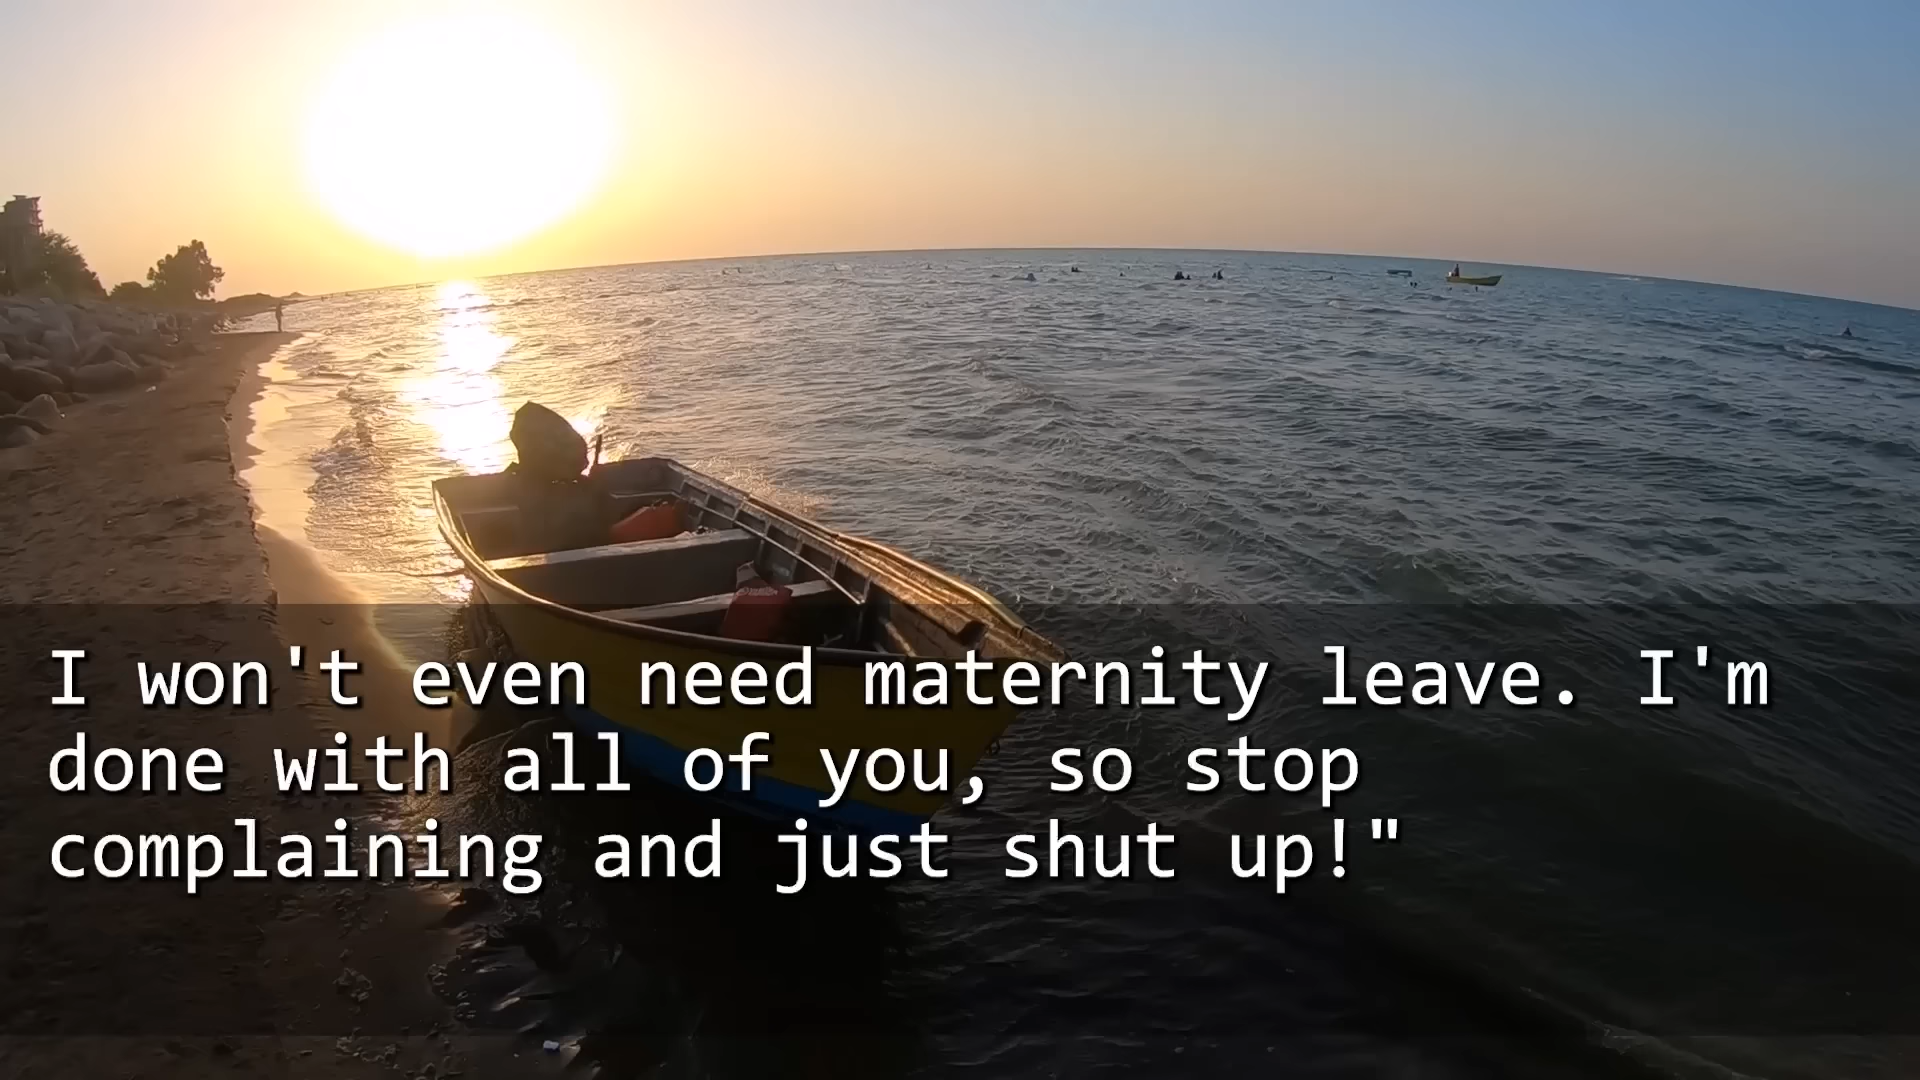 I won't even need maternity leave. I'm
done with all of you, so stop
complaining and just shut up!"